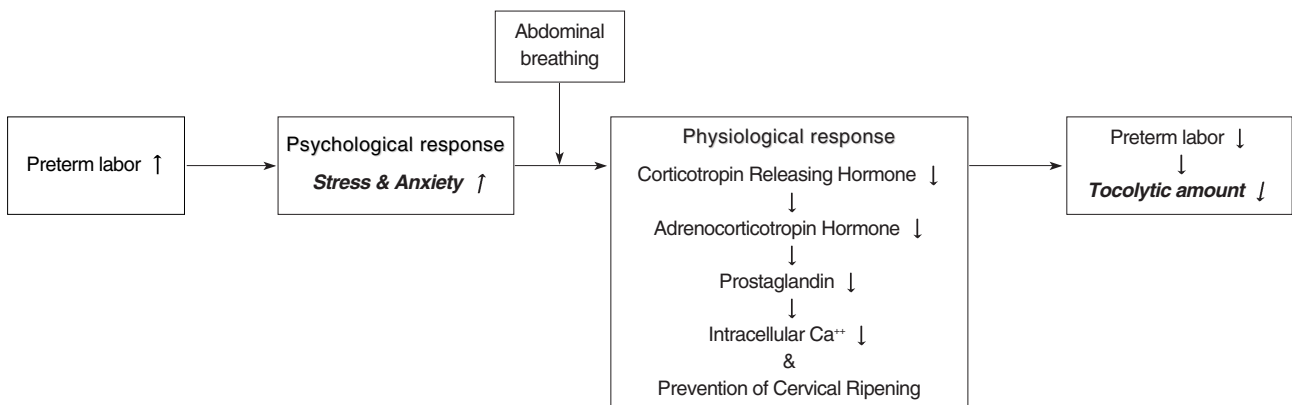 Abdominal
breathing
Preterm labor ↑
Psychological response
Stress & Anxiety ↑
Physiological response
Corticotropin Releasing Hormone ↓
↓
Adrenocorticotropin Hormone ↓
↓
Prostaglandin ↓
↓
Intracellular Ca⁺⁺ ↓
&
Prevention of Cervical Ripening
Preterm labor ↓
↓
Tocolytic amount ↓